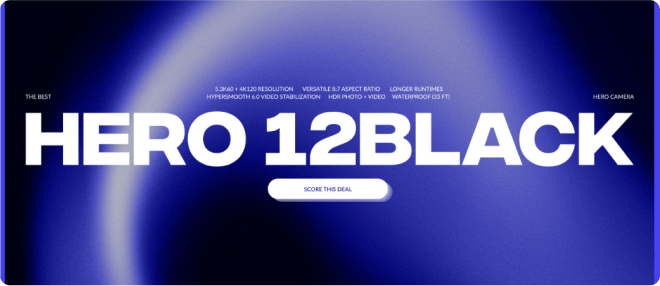 5.3K60 + 4K120 RESOLUTION VERSATILE 8:7 ASPECT RATIO LONGER RUNTIMES
THE BEST HYPERSMOOTH 6.0 VIDEO STABILIZATION HDR PHOTO + VIDEO WATERPROOF (33 FT) HERO CAMERA
HERO 12BLACK
SCORE THIS DEAL